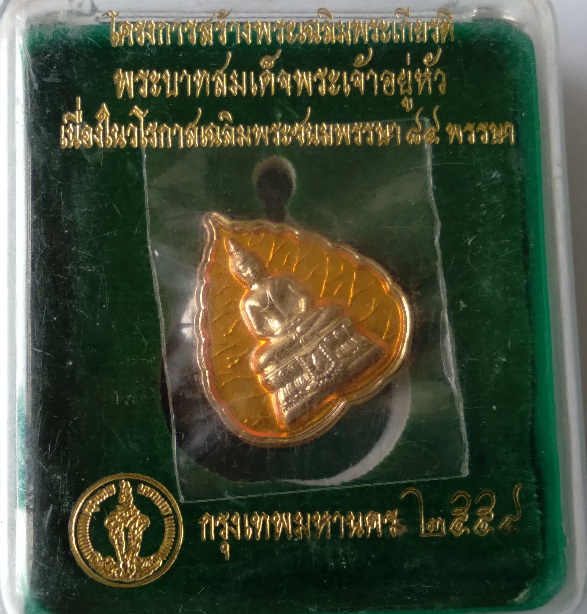 โครงการสร้างพระเฉลิมพระเกียรติ
พระบาทสมเด็จพระเจ้าอยู่หัว
เนื่องในวโรกาสเฉลิมพระชนมพรรษา ๘๔ พรรษา
กรุงเทพมหานคร ๒๕๕๔